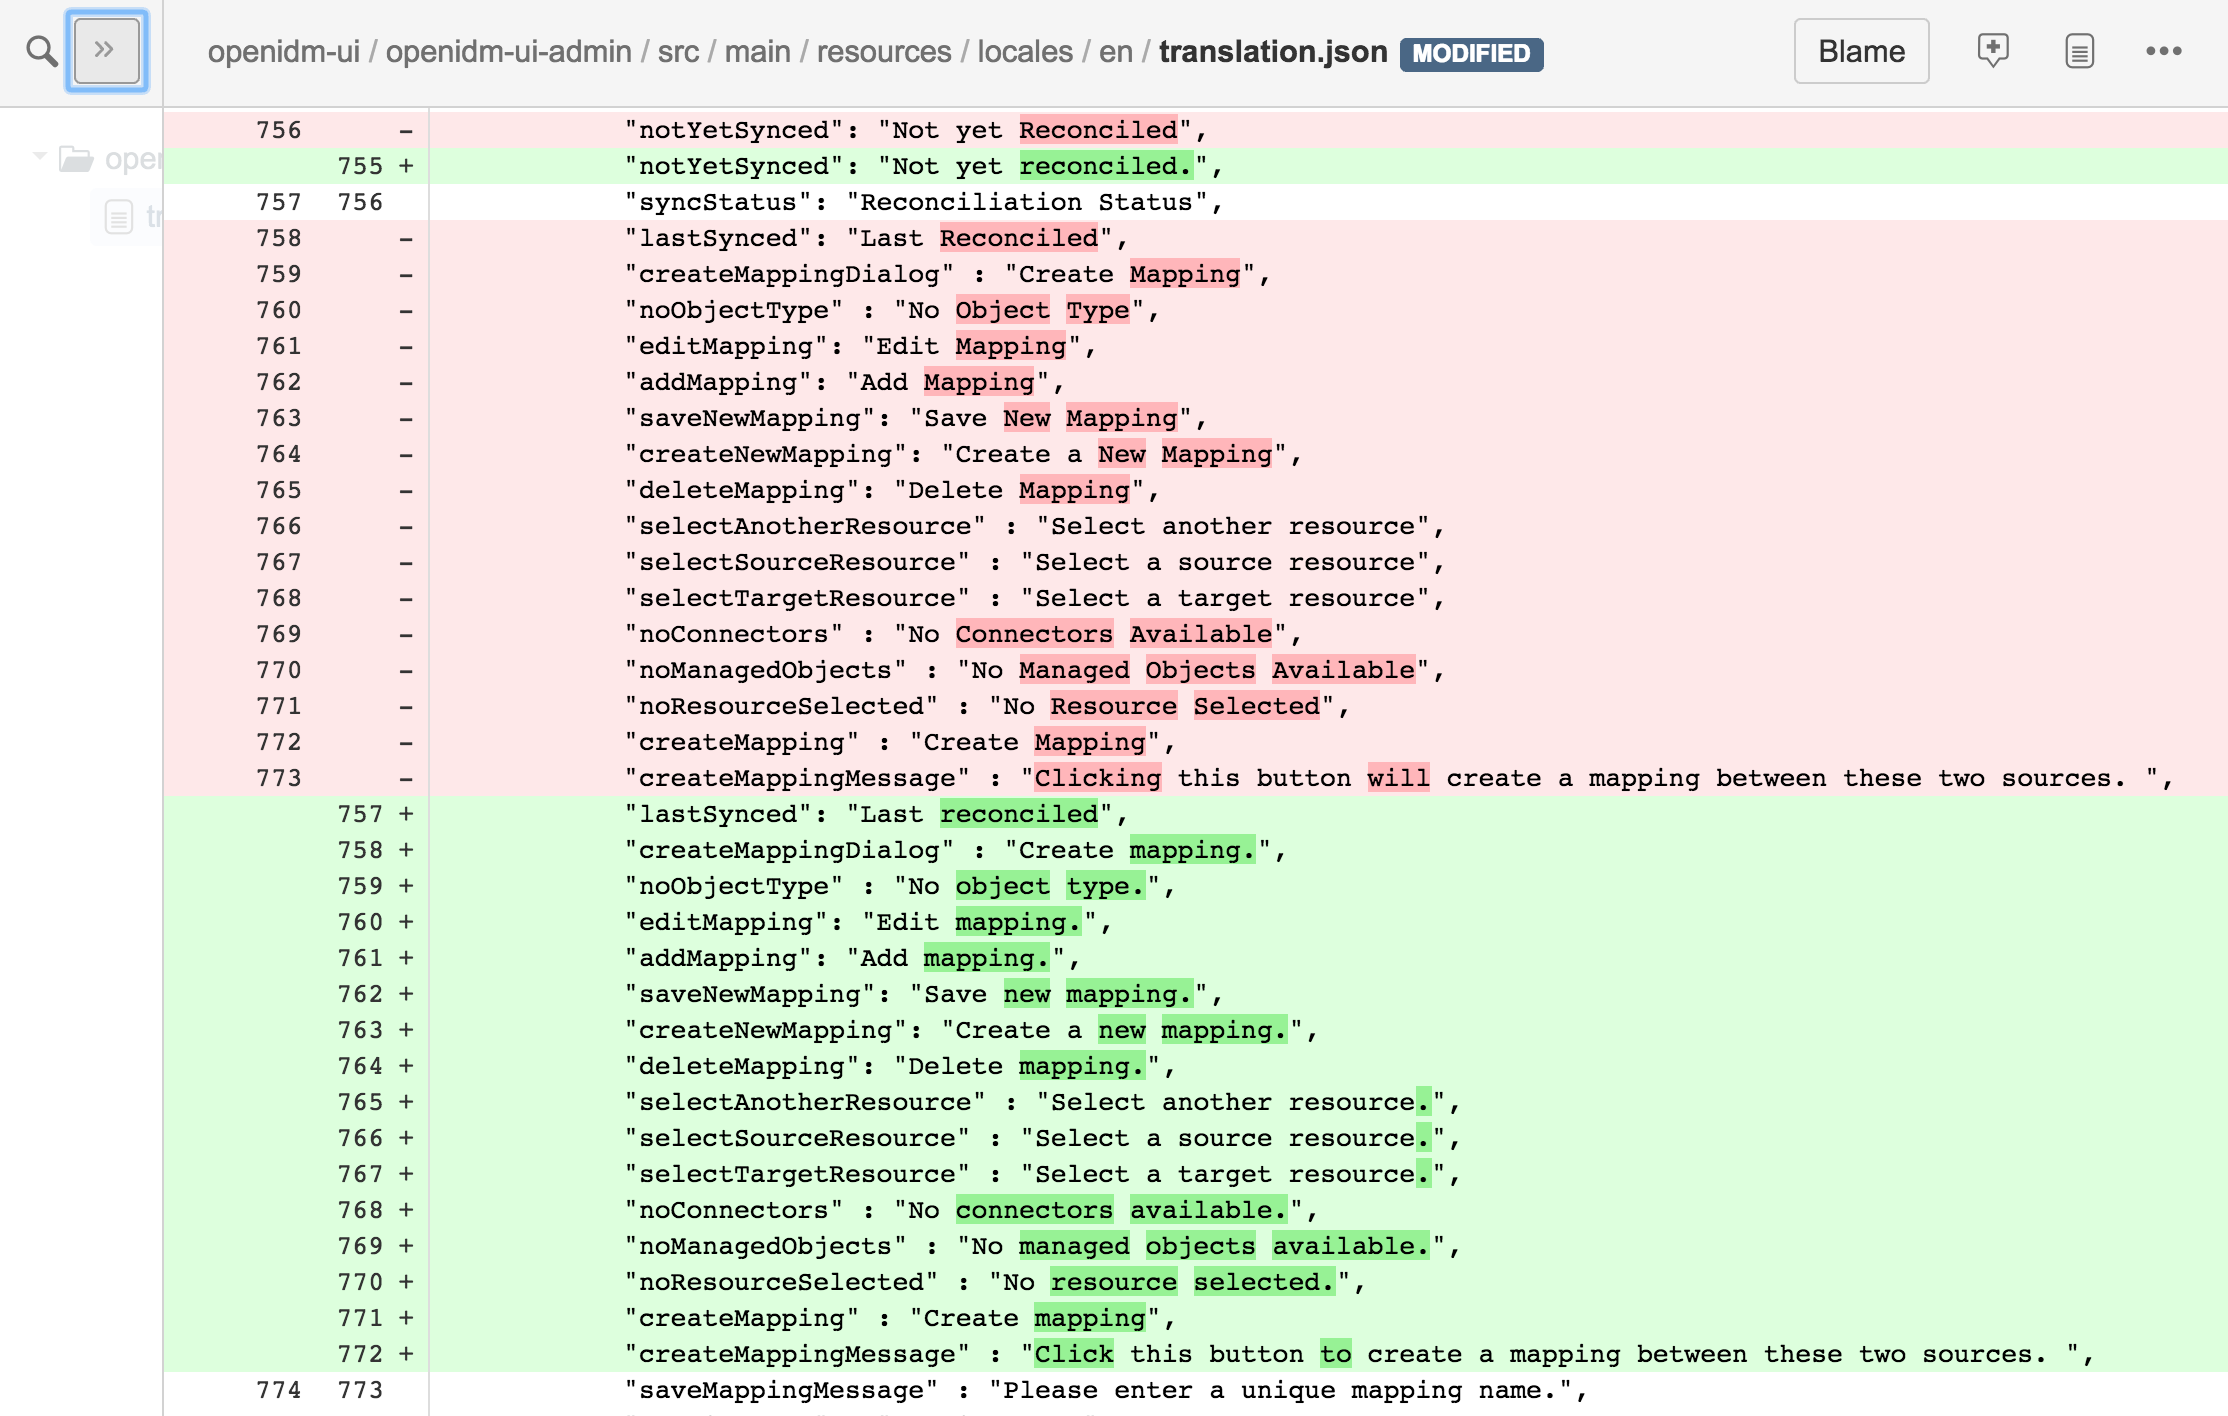 » openidm-ui / openidm-ui-admin / src / main / resources / locales / en / translation.json MODIFIED Blame •••
756 – "notYetSynced": "Not yet Reconciled",
oper
755 + "notYetSynced": "Not yet reconciled.",
757 756 "syncStatus": "Reconciliation Status",
tr
758 – "lastSynced": "Last Reconciled",
759 – "createMappingDialog" : "Create Mapping",
760 – "noObjectType" : "No Object Type",
761 – "editMapping": "Edit Mapping",
762 – "addMapping": "Add Mapping",
763 – "saveNewMapping": "Save New Mapping",
764 – "createNewMapping": "Create a New Mapping",
765 – "deleteMapping": "Delete Mapping",
766 – "selectAnotherResource" : "Select another resource",
767 – "selectSourceResource" : "Select a source resource",
768 – "selectTargetResource" : "Select a target resource",
769 – "noConnectors" : "No Connectors Available",
770 – "noManagedObjects" : "No Managed Objects Available",
771 – "noResourceSelected" : "No Resource Selected",
772 – "createMapping" : "Create Mapping",
773 – "createMappingMessage" : "Clicking this button will create a mapping between these two sources. ",
757 + "lastSynced": "Last reconciled",
758 + "createMappingDialog" : "Create mapping.",
759 + "noObjectType" : "No object type.",
760 + "editMapping": "Edit mapping.",
761 + "addMapping": "Add mapping.",
762 + "saveNewMapping": "Save new mapping.",
763 + "createNewMapping": "Create a new mapping.",
764 + "deleteMapping": "Delete mapping.",
765 + "selectAnotherResource" : "Select another resource.",
766 + "selectSourceResource" : "Select a source resource.",
767 + "selectTargetResource" : "Select a target resource.",
768 + "noConnectors" : "No connectors available.",
769 + "noManagedObjects" : "No managed objects available.",
770 + "noResourceSelected" : "No resource selected.",
771 + "createMapping" : "Create mapping",
772 + "createMappingMessage" : "Click this button to create a mapping between these two sources. ",
774 773 "saveMappingMessage" : "Please enter a unique mapping name.",